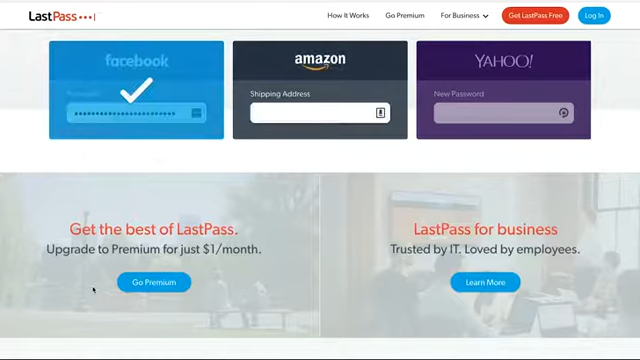 LastPass•••|
How It Works
Go Premium
For Business
Get LastPass Free
Log In
facebook
amazon
YAHOO!
Shipping Address
New Password
Get the best of LastPass.
Upgrade to Premium for just $1/month.
Go Premium
LastPass for business
Trusted by IT. Loved by employees.
Learn More